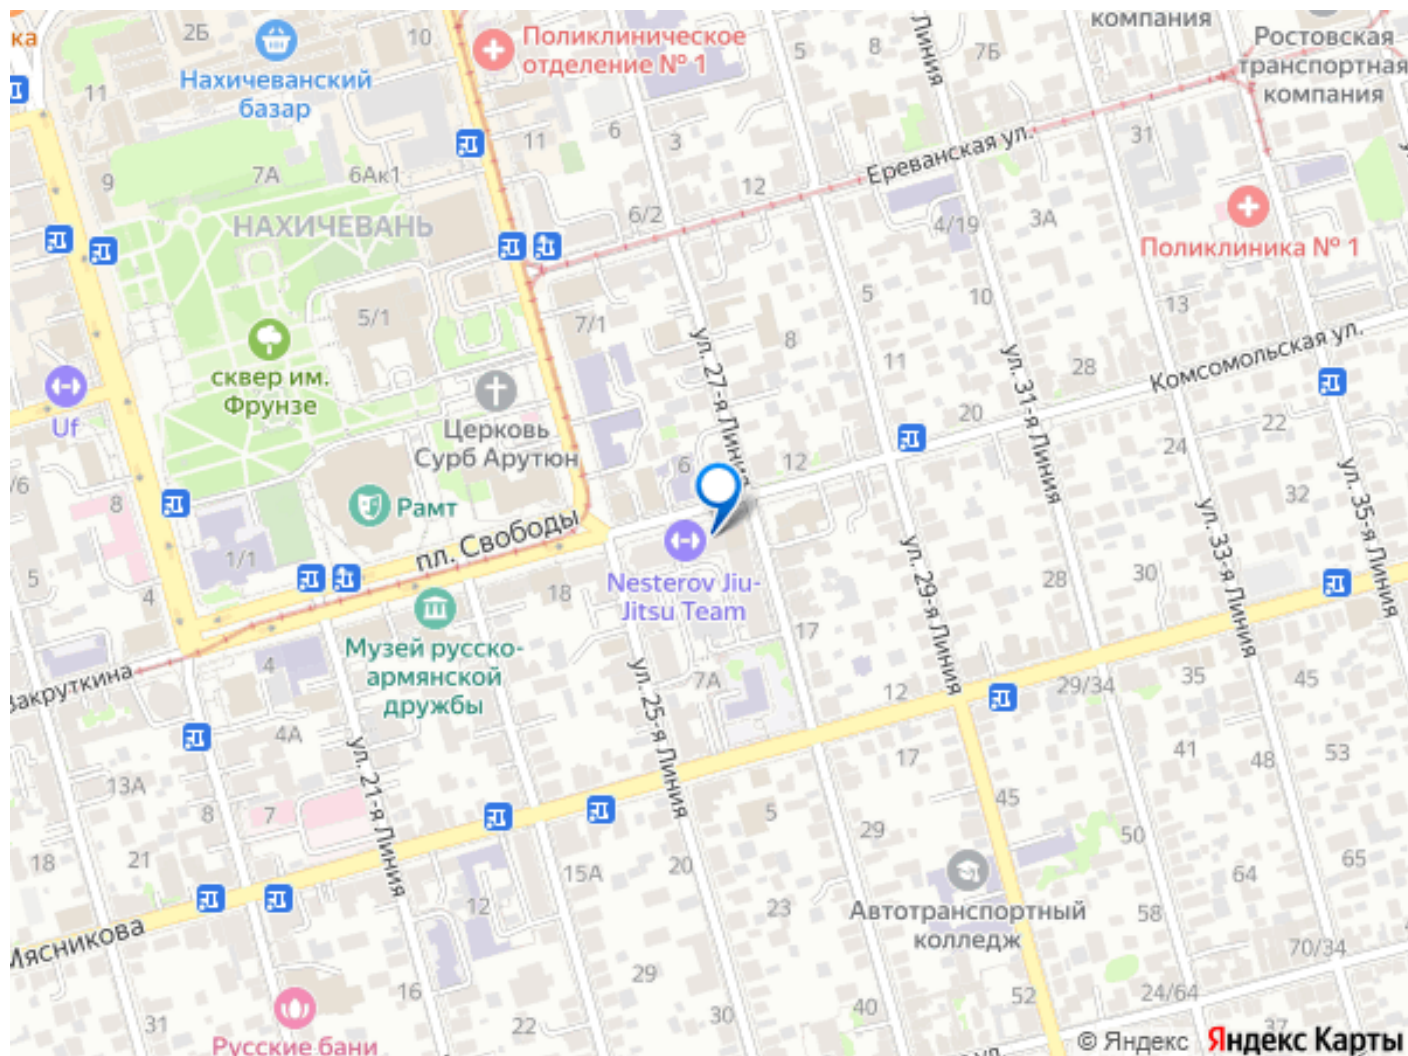 ка
2Б
10
Поликлиническое
отделение № 1
5
8
7Б
Линия
компания
Ростовская
транспортная
компания
Нахичеванский
базар
11
11
6
3
31
Ереванская ул.
9
7А
6Ак1
12
6/2
4/19
3А
НАХИЧЕВАНЬ
Поликлиника № 1
5/1
7/1
8
5
10
13
сквер им.
Фрунзе
ул. 27-я Линия
11
ул. 31-я Линия
28
Комсомольская ул.
Uf
Церковь
Сурб Арутюн
20
22
24
/6
8
6
12
32
Рамт
пл. Свободы
ул. 33-я Линия
ул. 35-я Линия
1/1
5
4
18
Nesterov Jiu-
Jitsu Team
ул. 29-я Линия
28
30
Музей русско-
армянской
дружбы
17
4
Закруткина
ул. 25-я Линия
7А
12
29/34
35
45
4А
ул. 21-я Линия
17
41
48
53
13А
8
7
5
45
18
21
29
50
65
15А
20
64
12
23
Автотранспортный
колледж
58
Мясникова
70/34
16
29
52
24/64
31
22
30
40
37
Русские бани
ул.
© Яндекс
Яндекс Карты